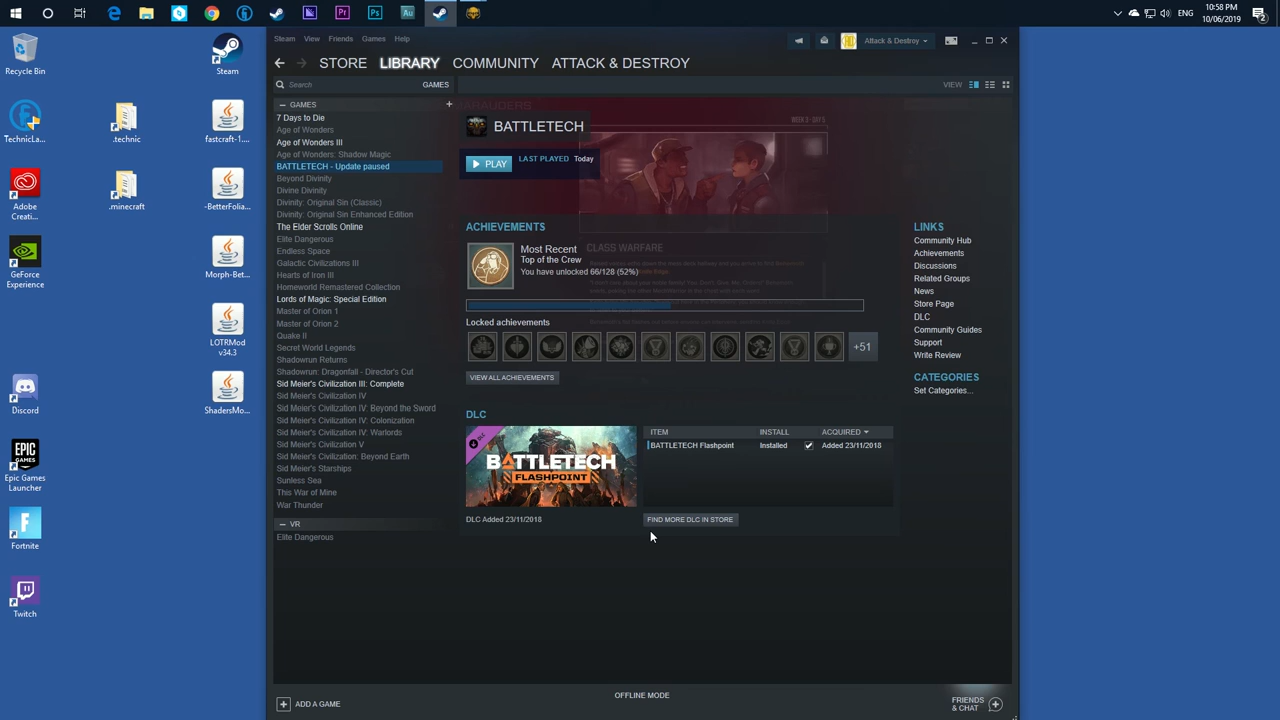 ENG
10:58 PM
10/06/2019
2
Recycle Bin
Steam
TechnicLa...
.technic
fastcraft-1....
Adobe
Creati...
.minecraft
-BetterFolia...
GeForce
Experience
Morph-Bet...
LOTRMod
v34.3
Discord
ShadersMo...
EPIC
GAMES
Epic Games
Launcher
Fortnite
Twitch
Steam View Friends Games Help
Attack & Destroy
STORE LIBRARY COMMUNITY ATTACK & DESTROY
Search GAMES
VIEW
GAMES
7 Days to Die
Age of Wonders
Age of Wonders III
Age of Wonders: Shadow Magic
BATTLETECH - Update paused
Beyond Divinity
Divine Divinity
Divinity: Original Sin (Classic)
Divinity: Original Sin Enhanced Edition
The Elder Scrolls Online
Elite Dangerous
Endless Space
Galactic Civilizations III
Hearts of Iron III
Homeworld Remastered Collection
Lords of Magic: Special Edition
Master of Orion 1
Master of Orion 2
Quake II
Secret World Legends
Shadowrun Returns
Shadowrun: Dragonfall - Director's Cut
Sid Meier's Civilization III: Complete
Sid Meier's Civilization IV
Sid Meier's Civilization IV: Beyond the Sword
Sid Meier's Civilization IV: Colonization
Sid Meier's Civilization IV: Warlords
Sid Meier's Civilization V
Sid Meier's Civilization: Beyond Earth
Sid Meier's Starships
Sunless Sea
This War of Mine
War Thunder
VR
Elite Dangerous
MARAUDERS
WEEK 3 - DAY 5
BATTLETECH
PLAY
LAST PLAYED Today
CLASS WARFARE
ACHIEVEMENTS
Most Recent
Top of the Crew
You have unlocked 66/128 (52%)
Locked achievements
+51
VIEW ALL ACHIEVEMENTS
DLC
DLC
BATTLETECH
FLASHPOINT
DLC Added 23/11/2018
ITEM INSTALL ACQUIRED
BATTLETECH Flashpoint Installed Added 23/11/2018
FIND MORE DLC IN STORE
LINKS
Community Hub
Achievements
Discussions
Related Groups
News
Store Page
DLC
Community Guides
Support
Write Review
CATEGORIES
Set Categories...
ADD A GAME
OFFLINE MODE
FRIENDS
& CHAT